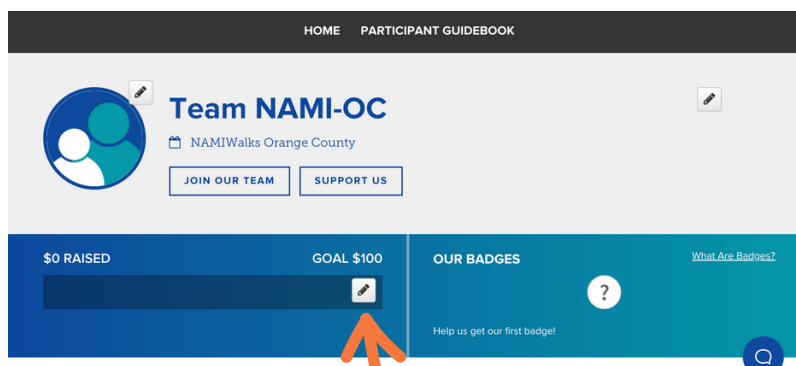 HOME PARTICIPANT GUIDEBOOK
Team NAMI-OC
NAMIWalks Orange County
JOIN OUR TEAM SUPPORT US
$0 RAISED GOAL $100
OUR BADGES What Are Badges?
?
Help us get our first badge!